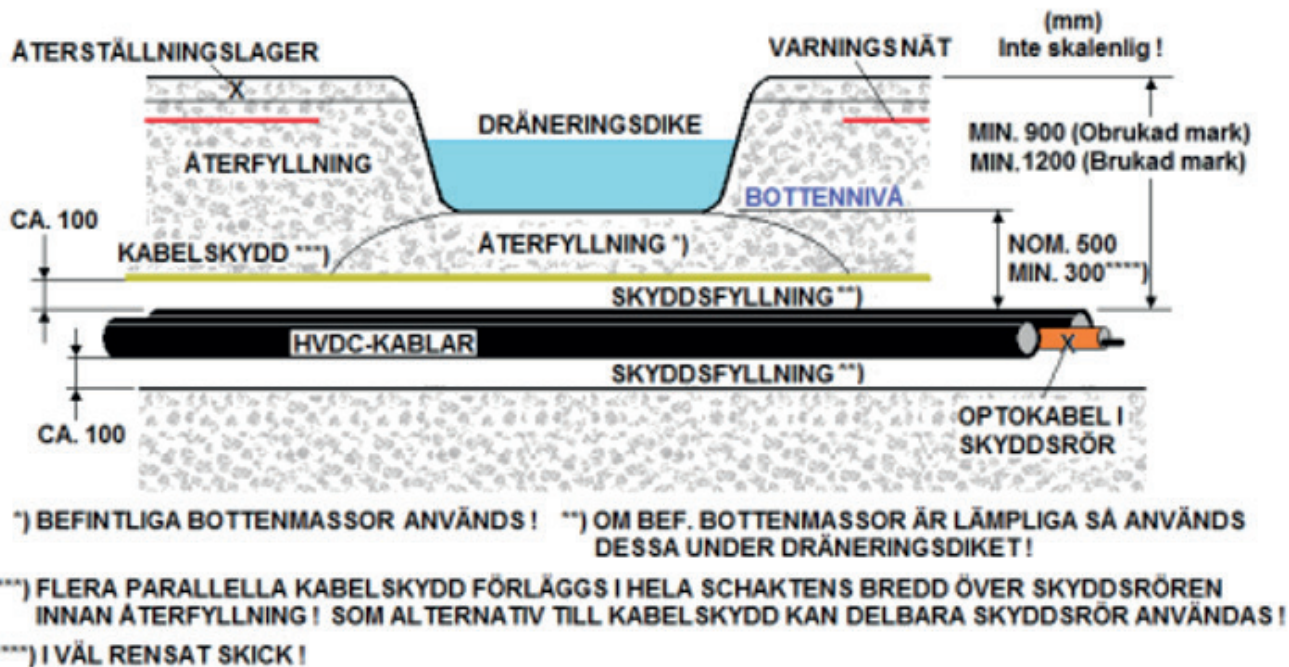 (mm)
Inte skalenlig !
ÅTERSTÄLLNINGSLAGER
VARNINGSNÄT
X
DRÄNERINGSDIKE
MIN. 900 (Obrukad mark)
MIN.1200 (Brukad mark)
ÅTERFYLLNING
BOTTENNIVÅ
CA. 100
KABELSKYDD ***)
ÅTERFYLLNING *)
NOM. 500
MIN. 300****)
SKYDDSFYLLNING **)
HVDC-KABLAR
X
SKYDDSFYLLNING **)
CA. 100
OPTOKABEL I
SKYDDSRÖR
*) BEFINTLIGA BOTTENMASSOR ANVÄNDS ! **) OM BEF. BOTTENMASSOR ÄR LÄMPLIGA SÅ ANVÄNDS
DESSA UNDER DRÄNERINGSDIKET !
***) FLERA PARALLELLA KABELSKYDD FÖRLÄGGS I HELA SCHAKTENS BREDD ÖVER SKYDDSRÖREN
INNAN ÅTERFYLLNING ! SOM ALTERNATIV TILL KABELSKYDD KAN DELBARA SKYDDSRÖR ANVÄNDAS !
****) I VÄL RENSAT SKICK !